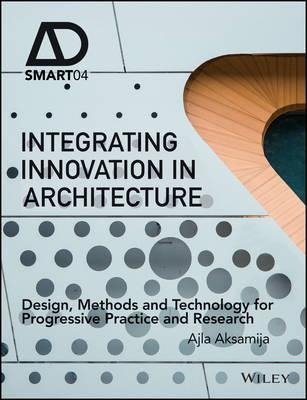 AD
SMART04
INTEGRATING
INNOVATION IN
ARCHITECTURE
Design, Methods and Technology for
Progressive Practice and Research
Ajla Aksamija
WILEY